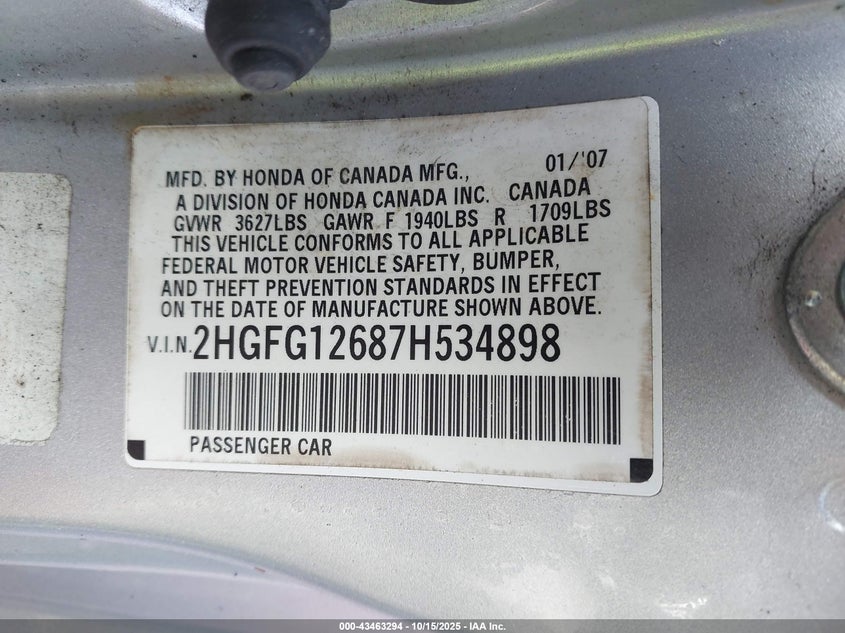 MFD. BY HONDA OF CANADA MFG., 01/'07
A DIVISION OF HONDA CANADA INC. CANADA
GVWR 3627LBS GAWR F 1940LBS R 1709LBS
THIS VEHICLE CONFORMS TO ALL APPLICABLE
FEDERAL MOTOR VEHICLE SAFETY, BUMPER,
AND THEFT PREVENTION STANDARDS IN EFFECT
ON THE DATE OF MANUFACTURE SHOWN ABOVE.
V.I.N. 2HGFG12687H534898
PASSENGER CAR
000-43463294 - 10/15/2025 - IAA Inc.